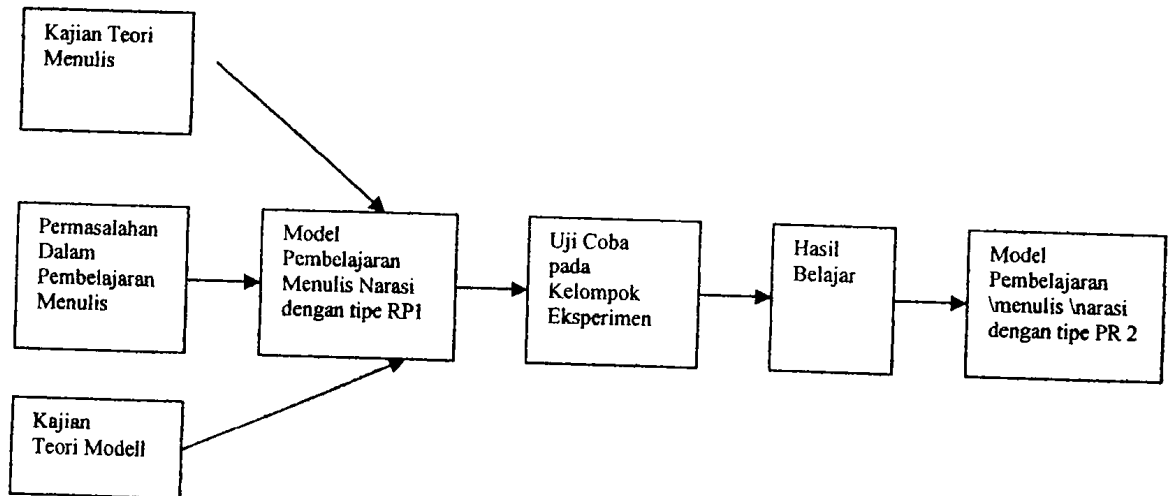 Kajian Teori
Menulis
Permasalahan
Dalam
Pembelajaran
Menulis
Model
Pembelajaran
Menulis Narasi
dengan tipe RP1
Uji Coba
pada
Kelompok
Eksperimen
Hasil
Belajar
Model
Pembelajaran
\menulis \narasi
dengan tipe PR 2
Kajian
Teori Modell